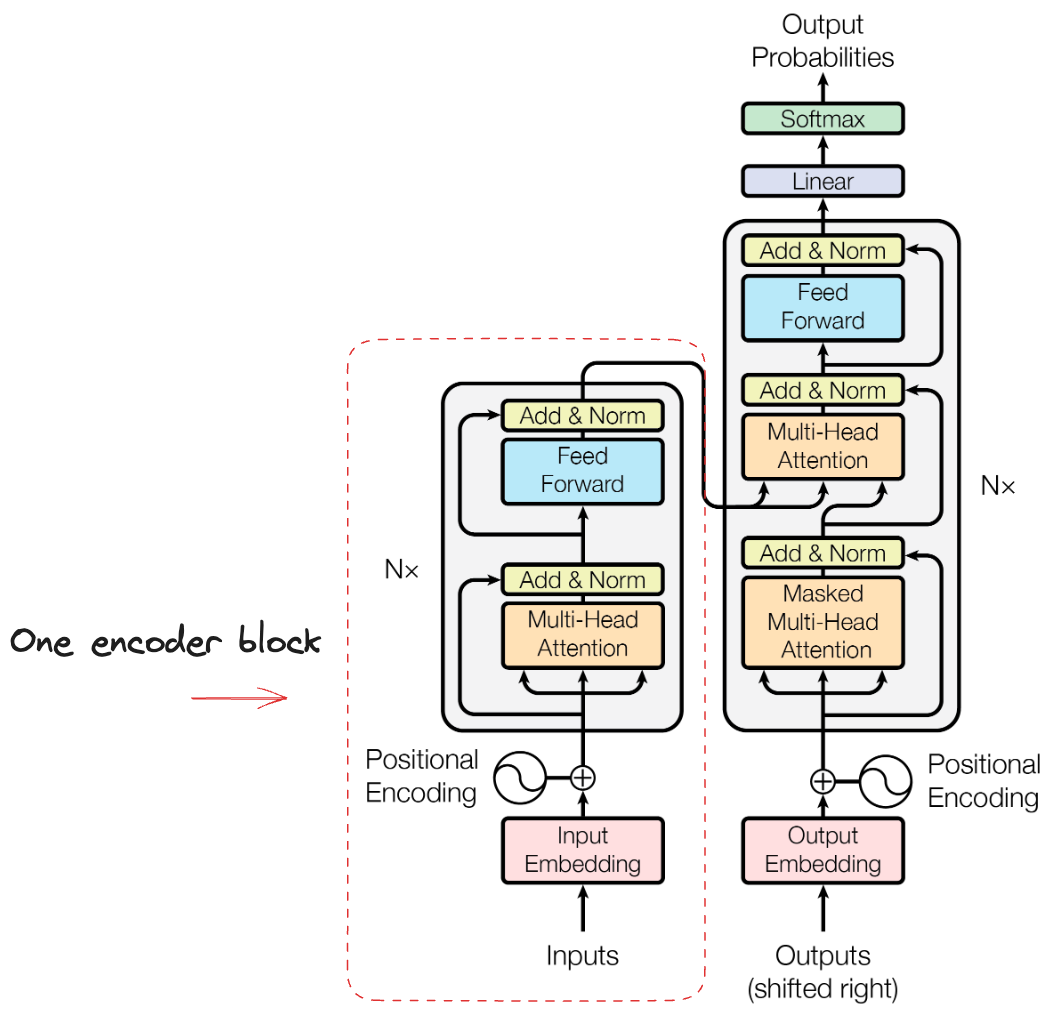 Output
Probabilities
Softmax
Linear
Add & Norm
Feed
Forward
Add & Norm
Multi-Head
Attention
N×
Add & Norm
Masked
Multi-Head
Attention
Add & Norm
Feed
Forward
N×
Add & Norm
Multi-Head
Attention
One encoder block
Positional
Encoding
Positional
Encoding
Input
Embedding
Output
Embedding
Inputs
Outputs
(shifted right)